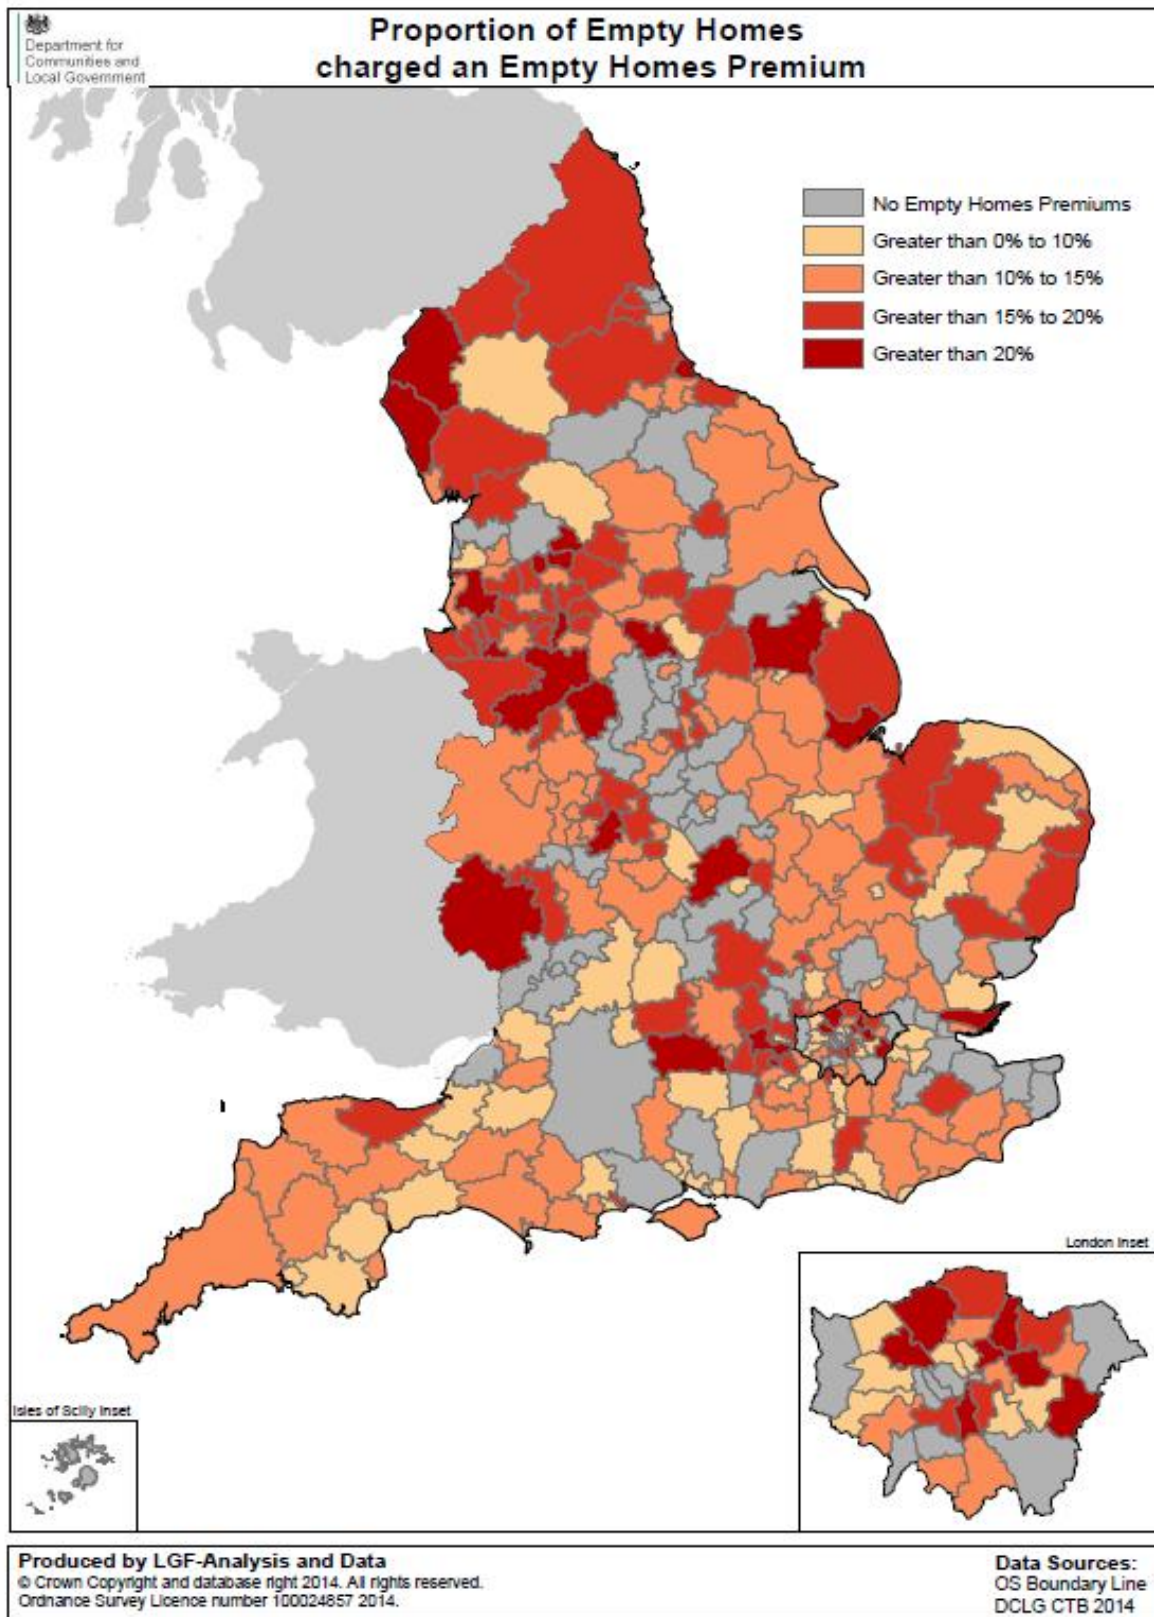 Department for
Communities and
Local Government
Proportion of Empty Homes
charged an Empty Homes Premium
No Empty Homes Premiums
Greater than 0% to 10%
Greater than 10% to 15%
Greater than 15% to 20%
Greater than 20%
London Inset
Isles of Scilly Inset
Produced by LGF-Analysis and Data
© Crown Copyright and database right 2014. All rights reserved.
Ordnance Survey Licence number 100024857 2014.
Data Sources:
OS Boundary Line
DCLG CTB 2014